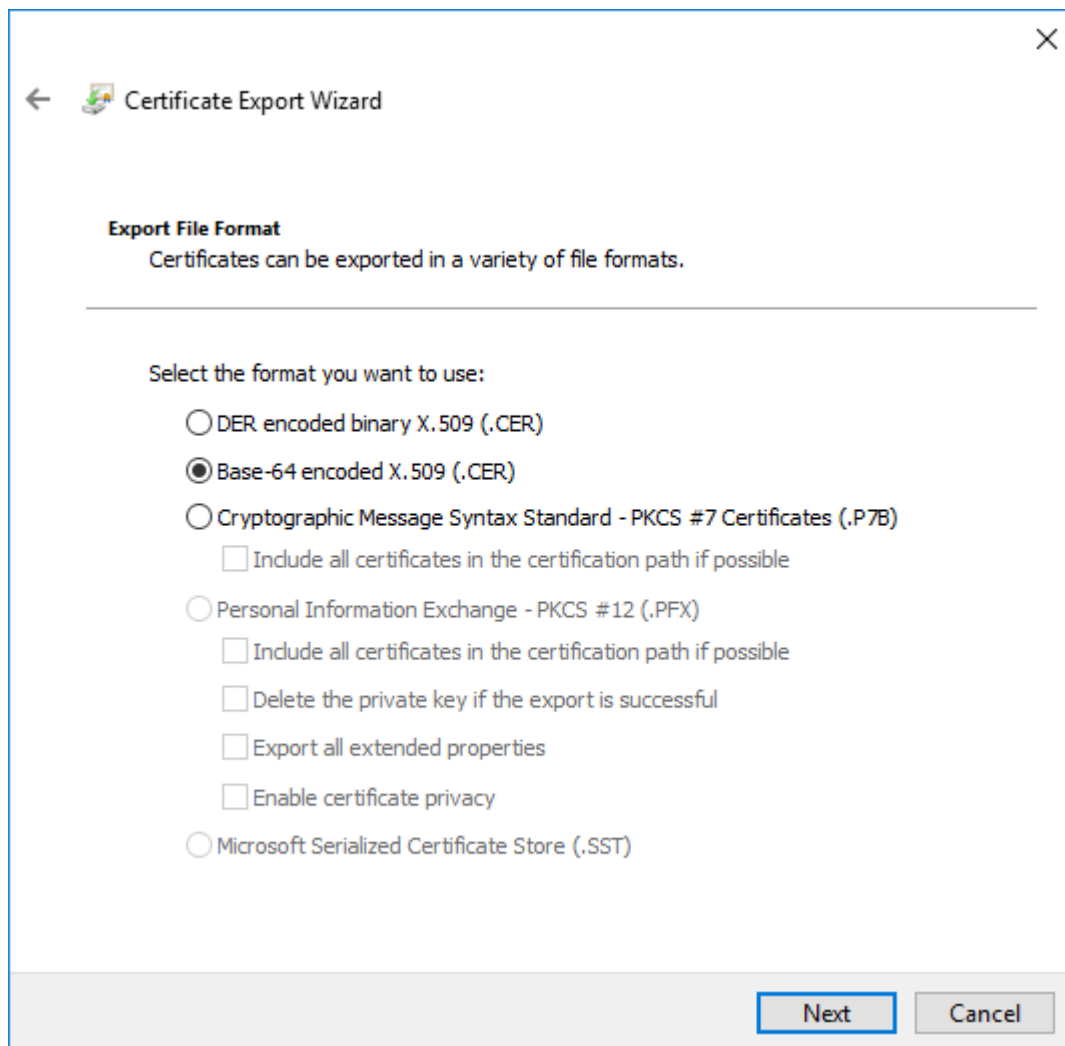 Certificate Export Wizard
Export File Format
Certificates can be exported in a variety of file formats.
Select the format you want to use:
DER encoded binary X.509 (.CER)
Base-64 encoded X.509 (.CER)
Cryptographic Message Syntax Standard - PKCS #7 Certificates (.P7B)
Include all certificates in the certification path if possible
Personal Information Exchange - PKCS #12 (.PFX)
Include all certificates in the certification path if possible
Delete the private key if the export is successful
Export all extended properties
Enable certificate privacy
Microsoft Serialized Certificate Store (.SST)
Next Cancel